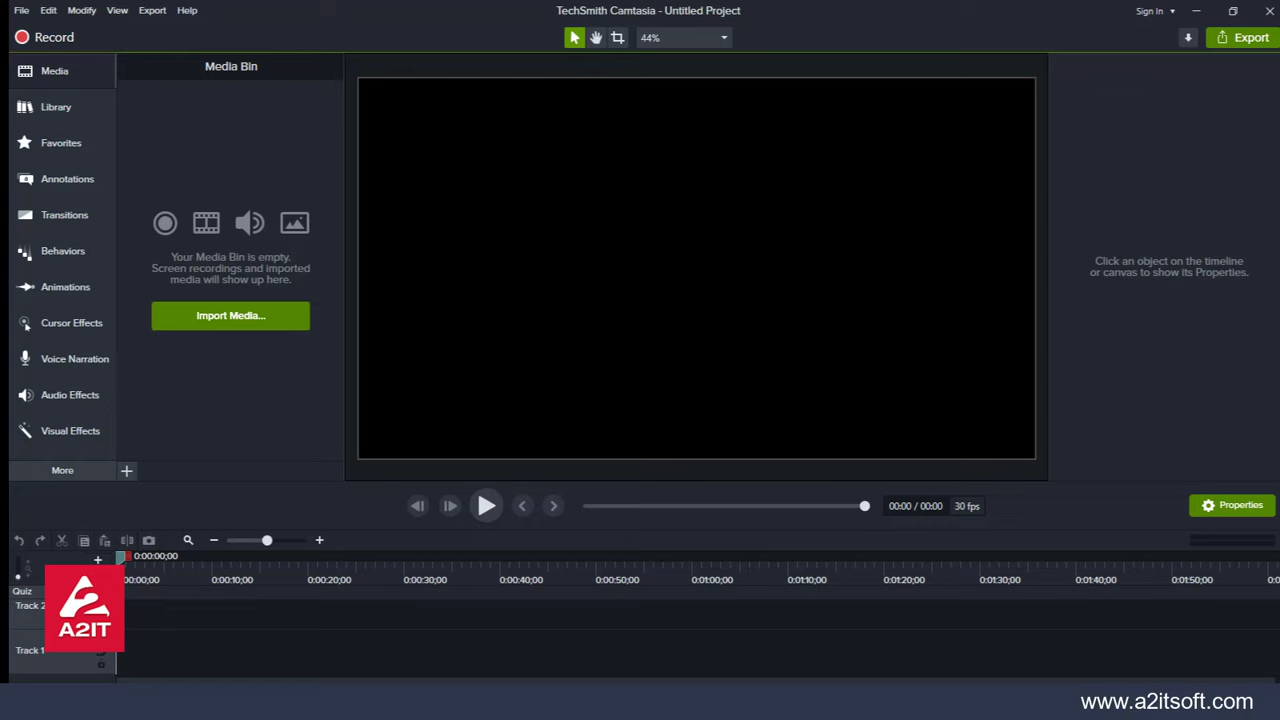 File Edit Modify View Export Help
TechSmith Camtasia - Untitled Project
Sign In
Record
44%
Export
Media
Media Bin
Library
Favorites
Annotations
Transitions
Behaviors
Animations
Cursor Effects
Voice Narration
Audio Effects
Visual Effects
More
Your Media Bin is empty.
Screen recordings and imported
media will show up here.
Import Media...
Click an object on the timeline
or canvas to show its Properties.
00:00 / 00:00 30 fps
Properties
0:00:00;00
00:00;00 0:00:10;00 0:00:20;00 0:00:30;00 0:00:40;00 0:00:50;00 0:01:00;00 0:01:10;00 0:01:20;00 0:01:30;00 0:01:40;00 0:01:50;00
Quiz
Track 2
Track 1
A2IT
www.a2itsoft.com